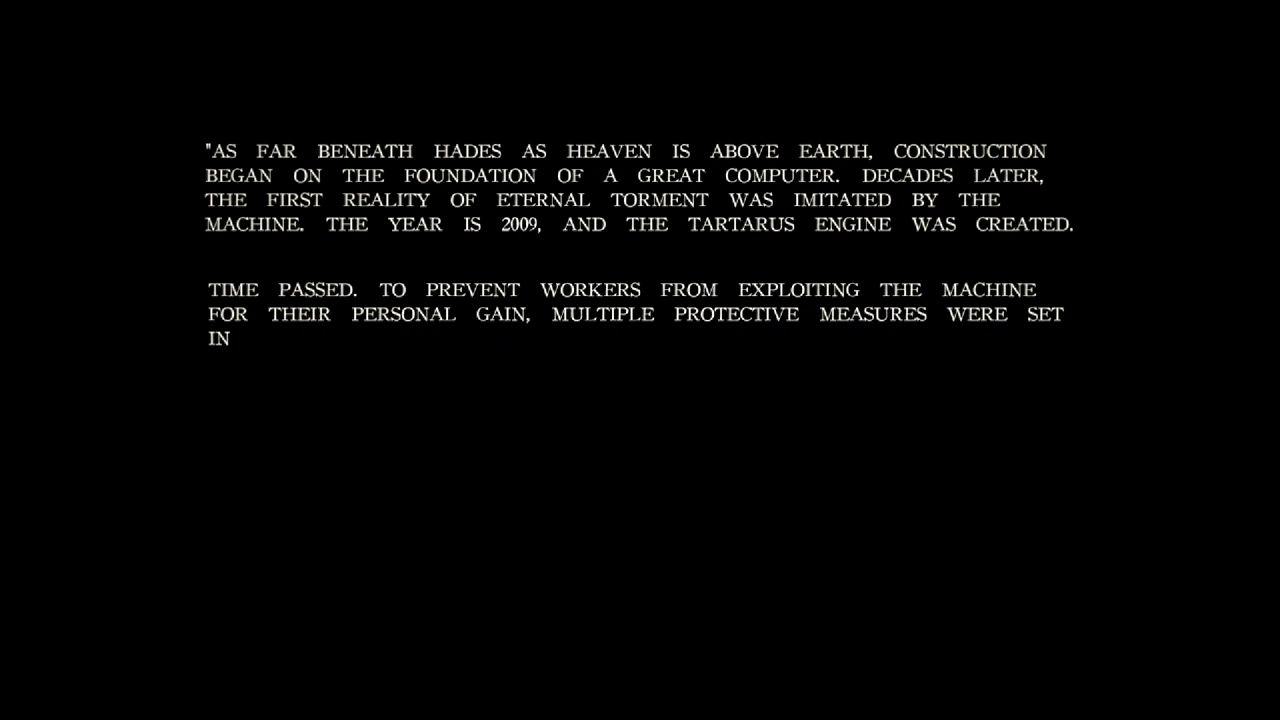 "AS FAR BENEATH HADES AS HEAVEN IS ABOVE EARTH, CONSTRUCTION
BEGAN ON THE FOUNDATION OF A GREAT COMPUTER. DECADES LATER,
THE FIRST REALITY OF ETERNAL TORMENT WAS IMITATED BY THE
MACHINE. THE YEAR IS 2009, AND THE TARTARUS ENGINE WAS CREATED.
TIME PASSED. TO PREVENT WORKERS FROM EXPLOITING THE MACHINE
FOR THEIR PERSONAL GAIN, MULTIPLE PROTECTIVE MEASURES WERE SET
IN